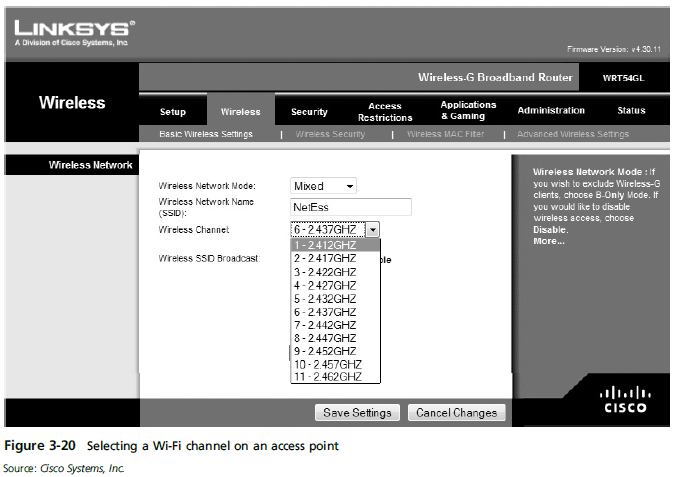 LINKSYS®
A Division of Cisco Systems, Inc.
Firmware Version: v4.30.11
Wireless-G Broadband Router WRT54GL
Wireless
Setup Wireless Security Access Restrictions Applications & Gaming Administration Status
Basic Wireless Settings | Wireless Security | Wireless MAC Filter | Advanced Wireless Settings
Wireless Network
Wireless Network Mode: Mixed
Wireless Network Name (SSID): NetEss
Wireless Channel: 6 - 2.437GHZ
1 - 2.412GHZ
2 - 2.417GHZ
3 - 2.422GHZ
4 - 2.427GHZ
5 - 2.432GHZ
6 - 2.437GHZ
7 - 2.442GHZ
8 - 2.447GHZ
9 - 2.452GHZ
10 - 2.457GHZ
11 - 2.462GHZ
Wireless SSID Broadcast:
Wireless Network Mode : If
you wish to exclude Wireless-G
clients, choose B-Only Mode. If
you would like to disable
wireless access, choose
Disable.
More...
Save Settings Cancel Changes
CISCO
Figure 3-20 Selecting a Wi-Fi channel on an access point
Source: Cisco Systems, Inc.